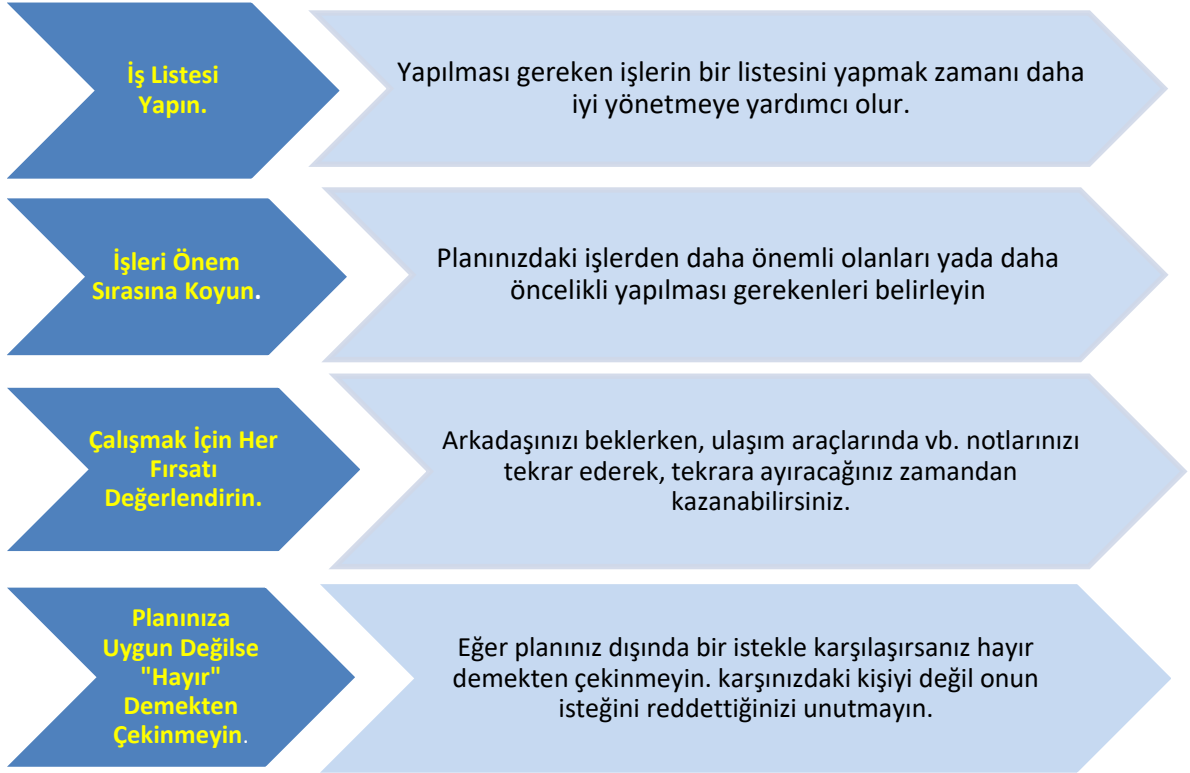 İş Listesi
Yapın.
Yapılması gereken işlerin bir listesini yapmak zamanı daha
iyi yönetmeye yardımcı olur.
İşleri Önem
Sırasına Koyun.
Planınızdaki işlerden daha önemli olanları yada daha
öncelikli yapılması gerekenleri belirleyin
Çalışmak İçin Her
Fırsatı
Değerlendirin.
Arkadaşınızı beklerken, ulaşım araçlarında vb. notlarınızı
tekrar ederek, tekrara ayıracağınız zamandan
kazanabilirsiniz.
Planınıza
Uygun Değilse
"Hayır"
Demekten
Çekinmeyin.
Eğer planınız dışında bir istekle karşılaşırsanız hayır
demekten çekinmeyin. karşınızdaki kişiyi değil onun
isteğini reddettiğinizi unutmayın.